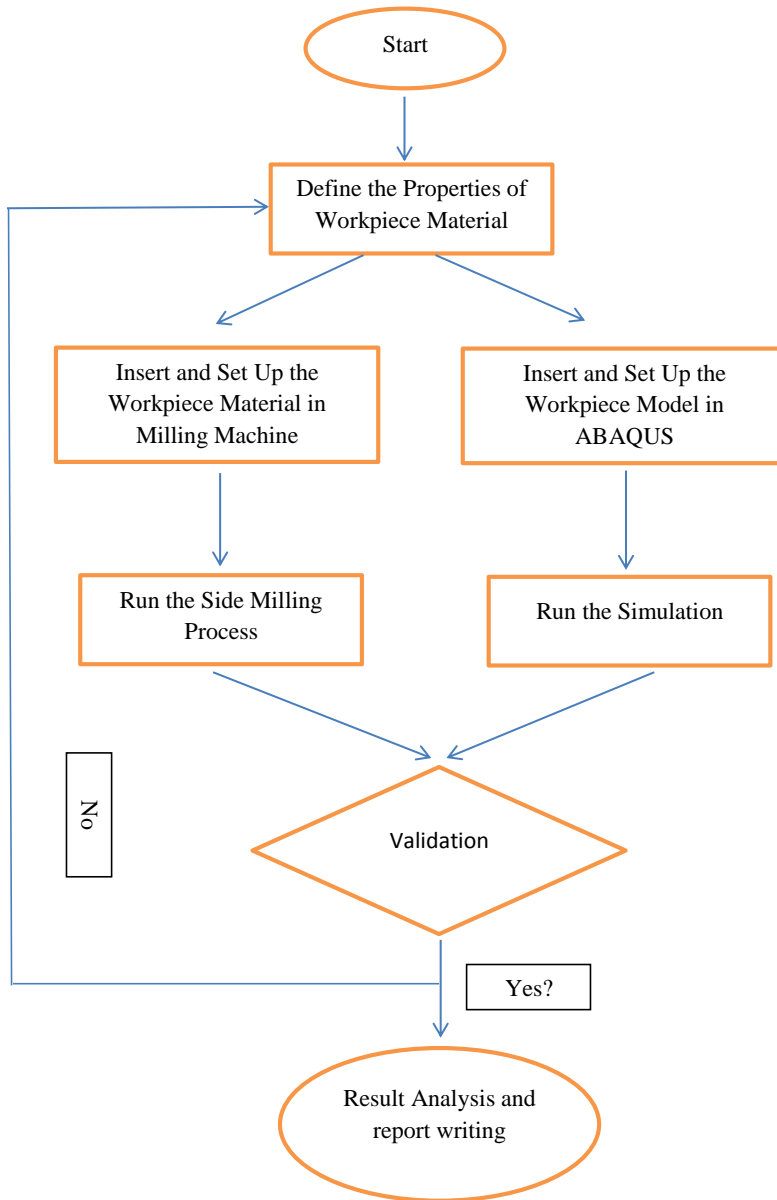 Start
Define the Properties of
Workpiece Material
Insert and Set Up the
Workpiece Material in
Milling Machine
Insert and Set Up the
Workpiece Model in
ABAQUS
Run the Side Milling
Process
Run the Simulation
No
Validation
Yes?
Result Analysis and
report writing